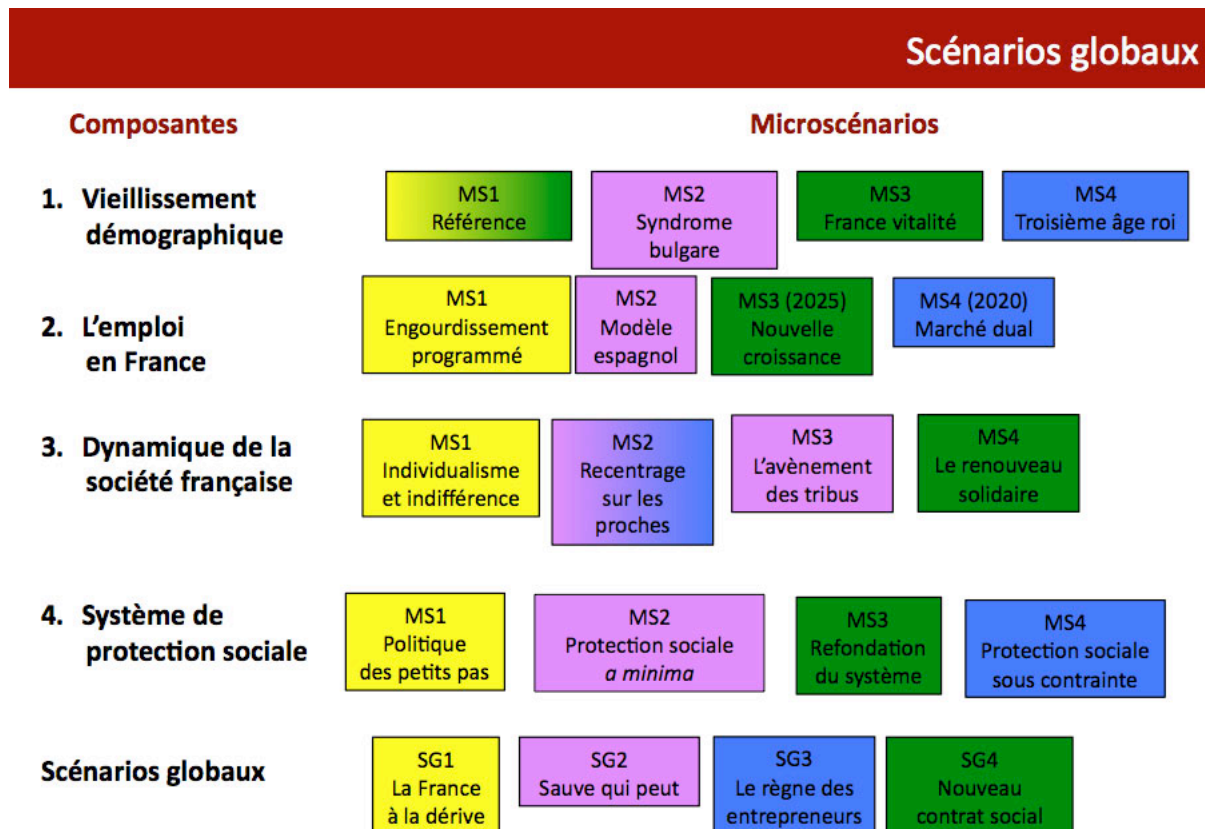 Scénarios globaux
Composantes
Microscénarios
1. Vieillissement
démographique
MS1
Référence
MS2
Syndrome
bulgare
MS3
France vitalité
MS4
Troisième âge roi
2. L'emploi
en France
MS1
Engourdissement
programmé
MS2
Modèle
espagnol
MS3 (2025)
Nouvelle
croissance
MS4 (2020)
Marché dual
3. Dynamique de la
société française
MS1
Individualisme
et indifférence
MS2
Recentrage
sur les
proches
MS3
L'avènement
des tribus
MS4
Le renouveau
solidaire
4. Système de
protection sociale
MS1
Politique
des petits pas
MS2
Protection sociale
a minima
MS3
Refondation
du système
MS4
Protection sociale
sous contrainte
Scénarios globaux
SG1
La France
à la dérive
SG2
Sauve qui peut
SG3
Le règne des
entrepreneurs
SG4
Nouveau
contrat social